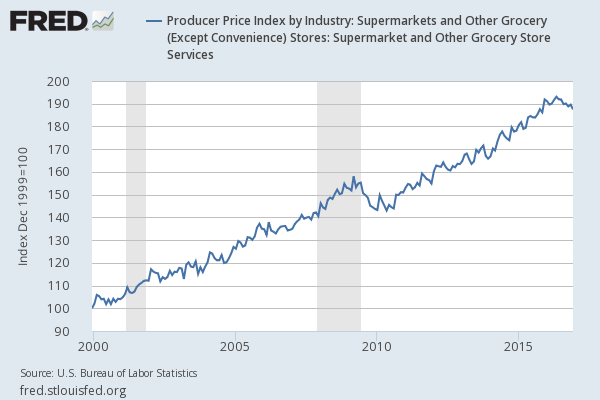 FRED
Producer Price Index by Industry: Supermarkets and Other Grocery
(Except Convenience) Stores: Supermarket and Other Grocery Store
Services
200
190
180
170
160
150
140
130
120
110
100
90
Index Dec 1999=100
2000
2005
2010
2015
Source: U.S. Bureau of Labor Statistics
fred.stlouisfed.org